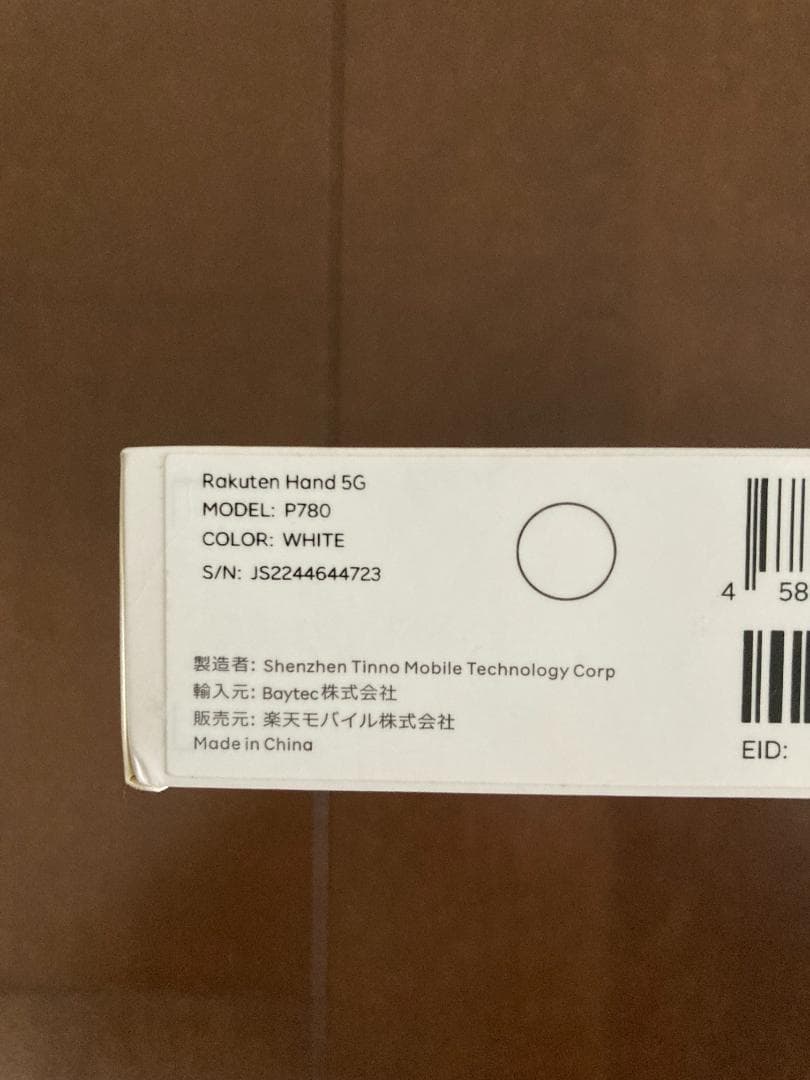 Rakuten Hand 5G
MODEL: P780
COLOR: WHITE
S/N: JS2244644723
製造者: Shenzhen Tinno Mobile Technology Corp
輸入元: Baytec株式会社
販売元: 楽天モバイル株式会社
Made in China
4 58
EID: